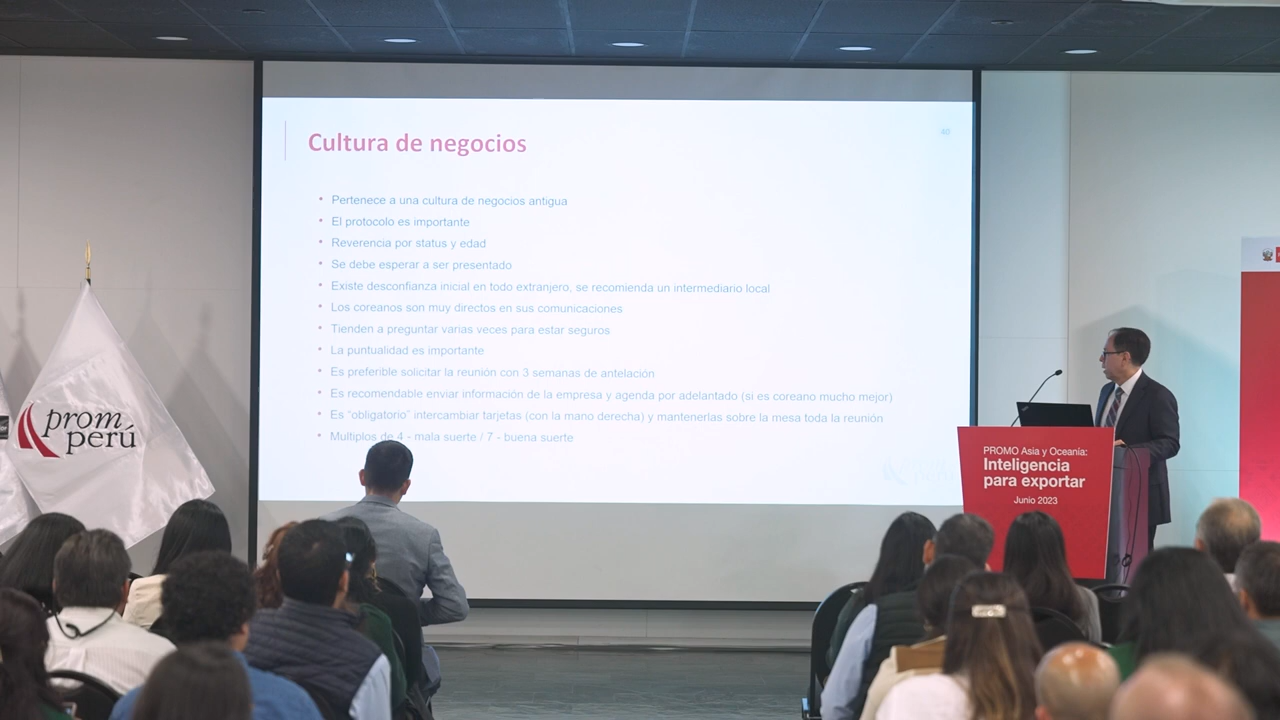 Cultura de negocios
40
• Pertenece a una cultura de negocios antigua
• El protocolo es importante
• Reverencia por status y edad
• Se debe esperar a ser presentado
• Existe desconfianza inicial en todo extranjero, se recomienda un intermediario local
• Los coreanos son muy directos en sus comunicaciones
• Tienden a preguntar varias veces para estar seguros
• La puntualidad es importante
• Es preferible solicitar la reunión con 3 semanas de antelación
• Es recomendable enviar información de la empresa y agenda por adelantado (si es coreano mucho mejor)
• Es "obligatorio" intercambiar tarjetas (con la mano derecha) y mantenerlas sobre la mesa toda la reunión
• Multiplos de 4 - mala suerte / 7 - buena suerte
prom
perú
prom
perú
PROMO Asia y Oceanía:
Inteligencia
para exportar
Junio 2023